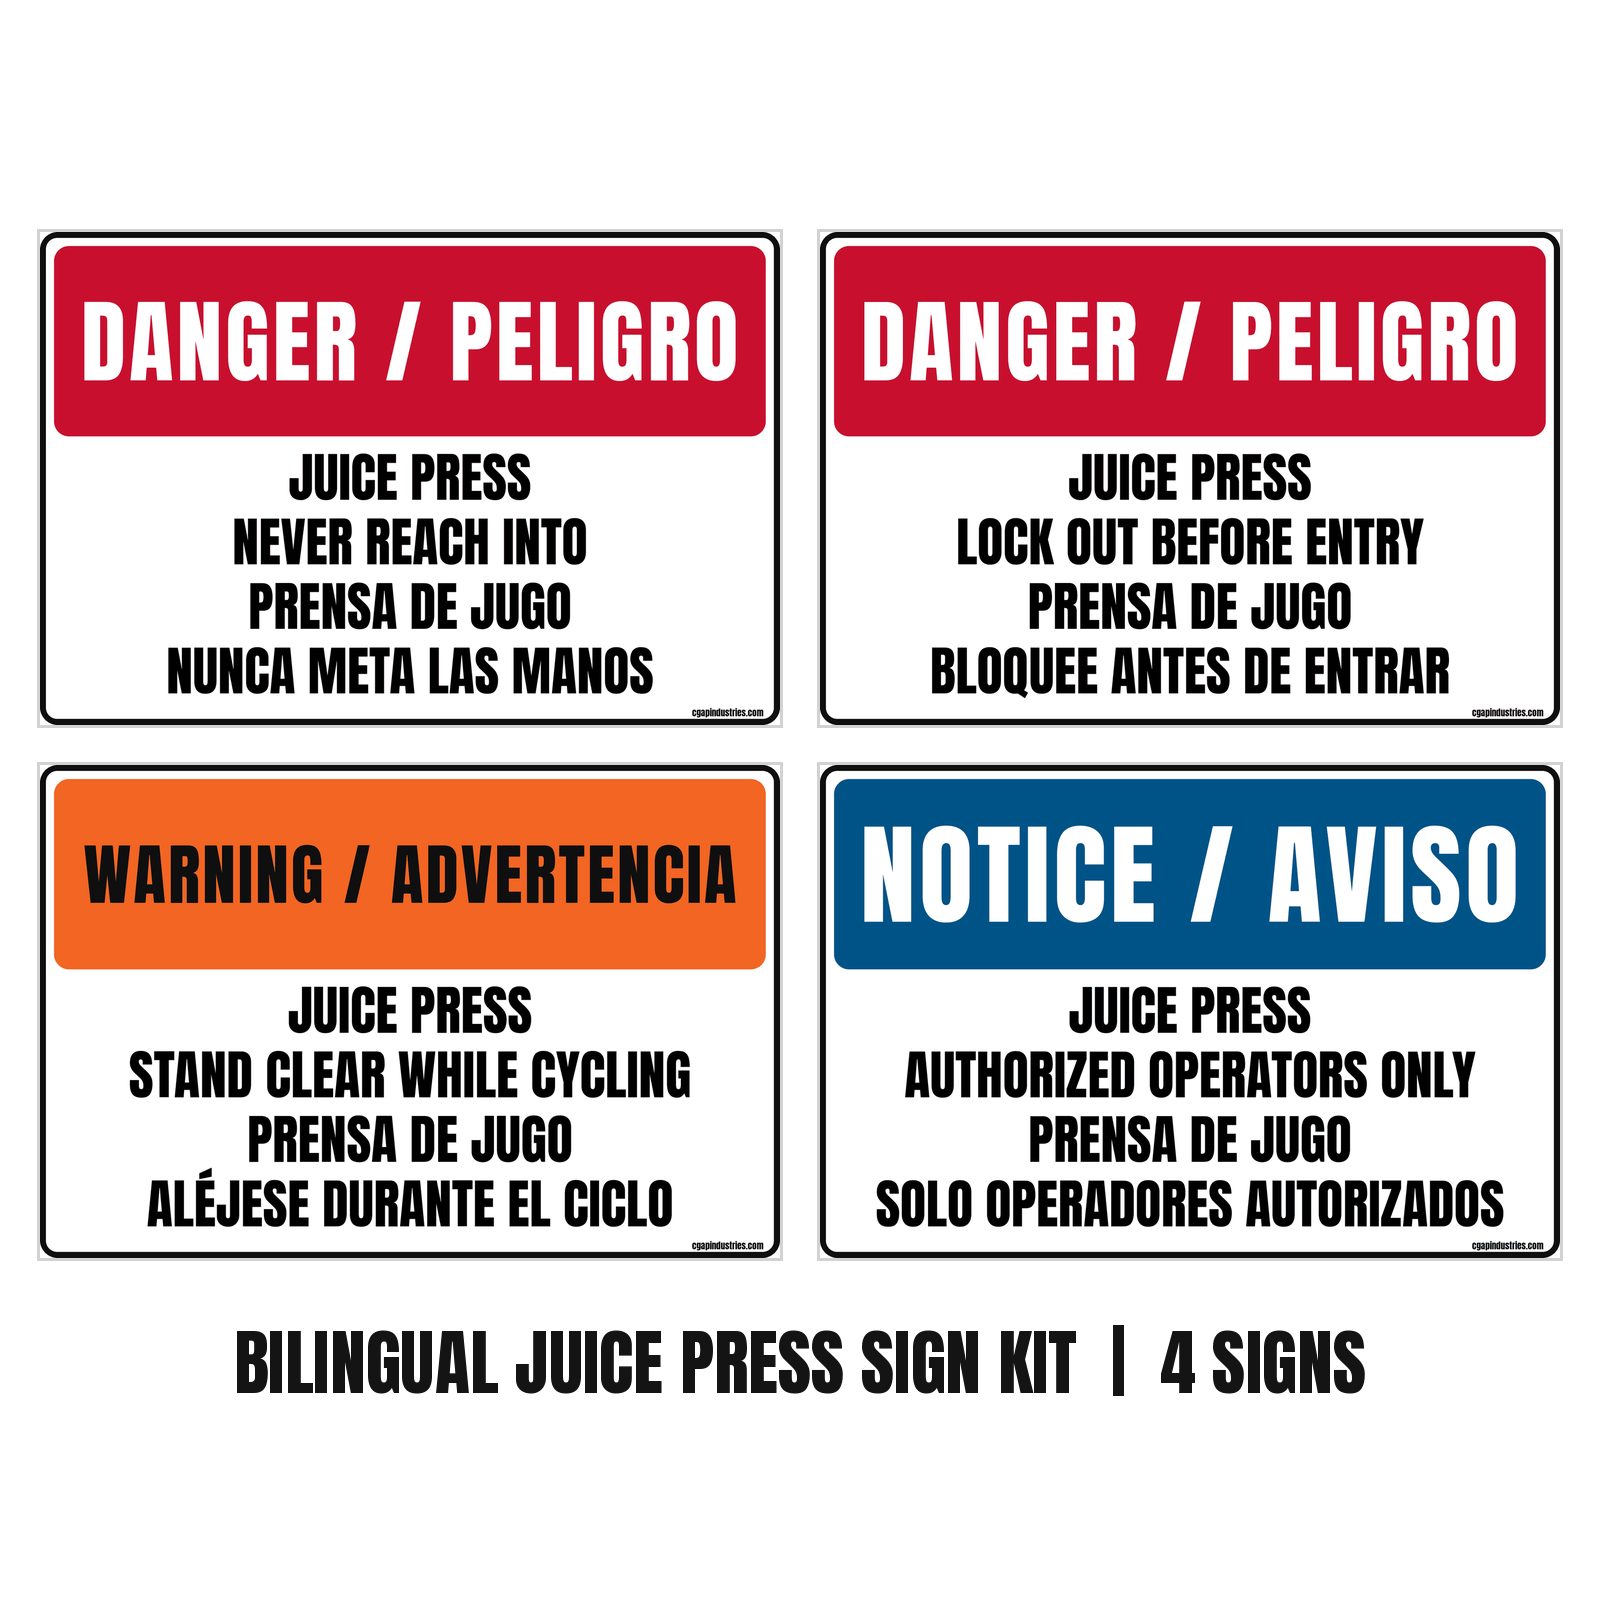 DANGER / PELIGRO
JUICE PRESS
NEVER REACH INTO
PRENSA DE JUGO
NUNCA META LAS MANOS
cgapindustries.com
DANGER / PELIGRO
JUICE PRESS
LOCK OUT BEFORE ENTRY
PRENSA DE JUGO
BLOQUEE ANTES DE ENTRAR
cgapindustries.com
WARNING / ADVERTENCIA
JUICE PRESS
STAND CLEAR WHILE CYCLING
PRENSA DE JUGO
ALÉJESE DURANTE EL CICLO
cgapindustries.com
NOTICE / AVISO
JUICE PRESS
AUTHORIZED OPERATORS ONLY
PRENSA DE JUGO
SOLO OPERADORES AUTORIZADOS
cgapindustries.com
BILINGUAL JUICE PRESS SIGN KIT | 4 SIGNS